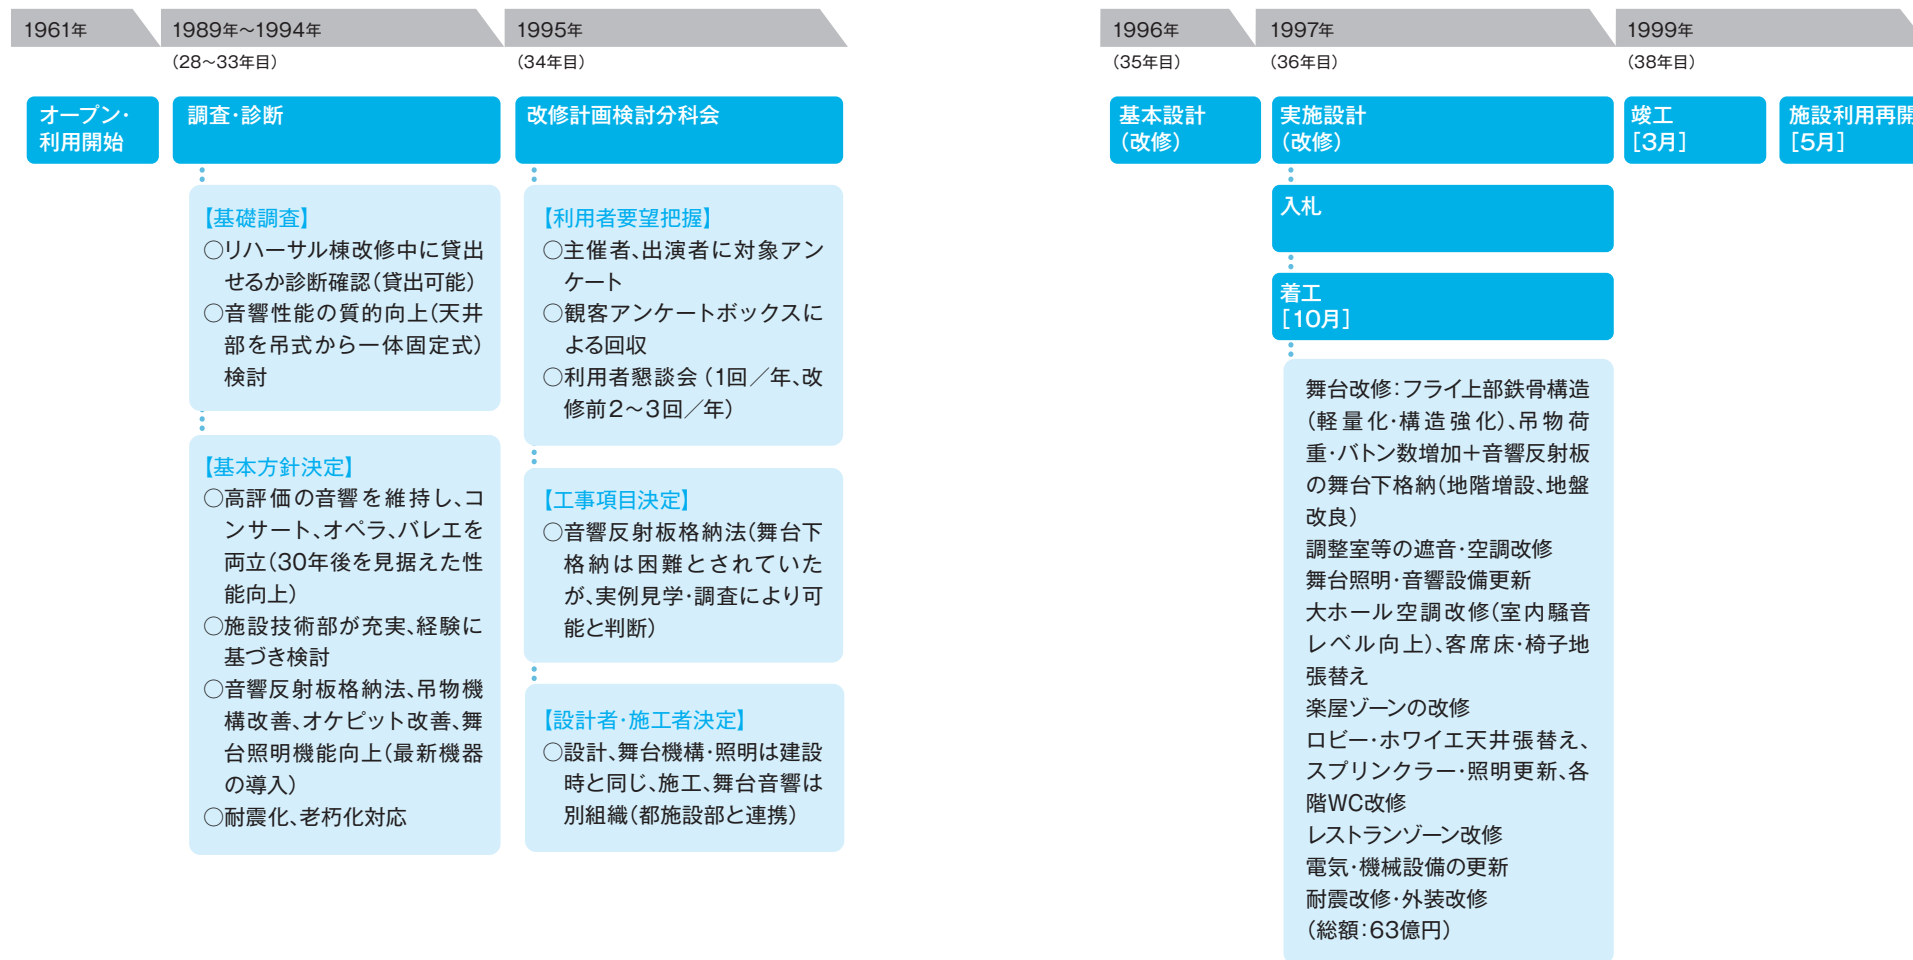 1961年
オープン・
利用開始
1989年～1994年
（28～33年目）
調査・診断
【基礎調査】
○リハーサル棟改修中に貸出
せるか診断確認（貸出可能）
○音響性能の質的向上（天井
部を吊式から一体固定式）
検討
【基本方針決定】
○高評価の音響を維持し、コ
ンサート、オペラ、バレエを
両立（30年後を見据えた性
能向上）
○施設技術部が充実、経験に
基づき検討
○音響反射板格納法、吊物機
構改善、オケピット改善、舞
台照明機能向上（最新機器
の導入）
○耐震化、老朽化対応
1995年
（34年目）
改修計画検討分科会
【利用者要望把握】
○主催者、出演者に対象アン
ケート
○観客アンケートボックスに
よる回収
○利用者懇談会（1回／年、改
修前2～3回／年）
【工事項目決定】
○音響反射板格納法（舞台下
格納は困難とされていた
が、実例見学・調査により可
能と判断）
【設計者・施工者決定】
○設計、舞台機構・照明は建設
時と同じ、施工、舞台音響は
別組織（都施設部と連携）
1996年
（35年目）
基本設計
（改修）
1997年
（36年目）
実施設計
（改修）
入札
着工
［10月］
舞台改修：フライ上部鉄骨構造
（軽量化・構造強化）、吊物荷
重・バトン数増加＋音響反射板
の舞台下格納（地階増設、地盤
改良）
調整室等の遮音・空調改修
舞台照明・音響設備更新
大ホール空調改修（室内騒音
レベル向上）、客席床・椅子地
張替え
楽屋ゾーンの改修
ロビー・ホワイエ天井張替え、
スプリンクラー・照明更新、各
階WC改修
レストランゾーン改修
電気・機械設備の更新
耐震改修・外装改修
（総額：63億円）
1999年
（38年目）
竣工
［3月］
施設利用再開
［5月］